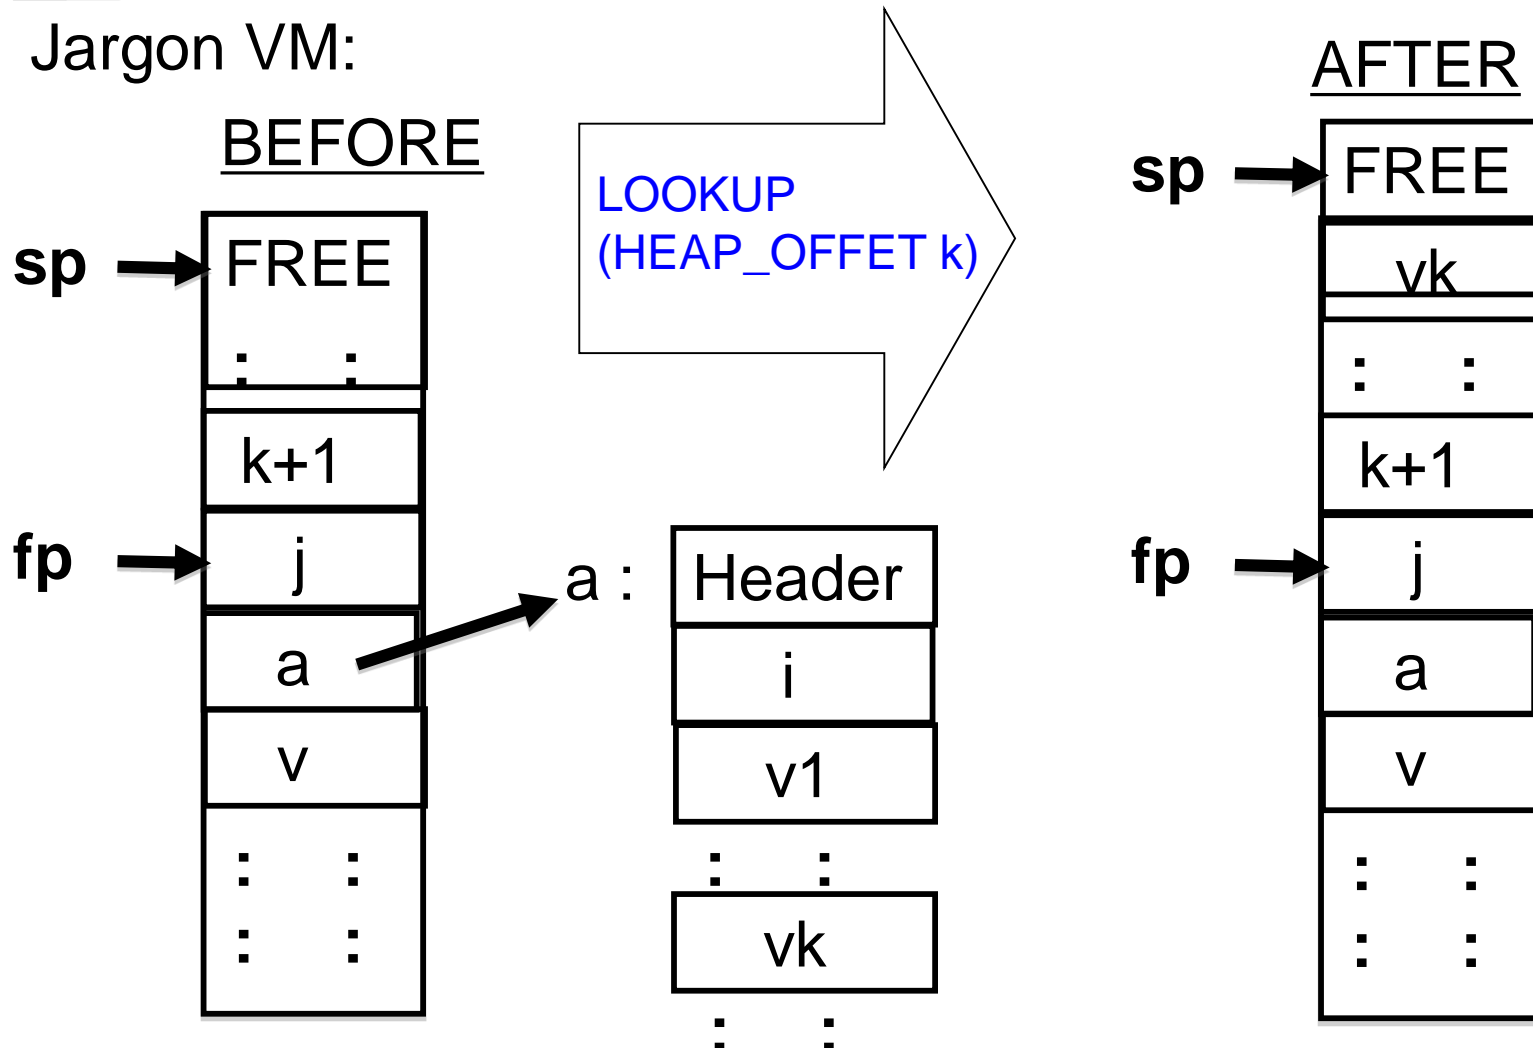 Jargon VM:
BEFORE
sp
FREE
: :
k+1
fp
j
a
v
: :
: :
LOOKUP
(HEAP_OFFET k)
a :
Header
i
v1
: :
vk
: :
AFTER
sp
FREE
vk
: :
k+1
fp
j
a
v
: :
: :